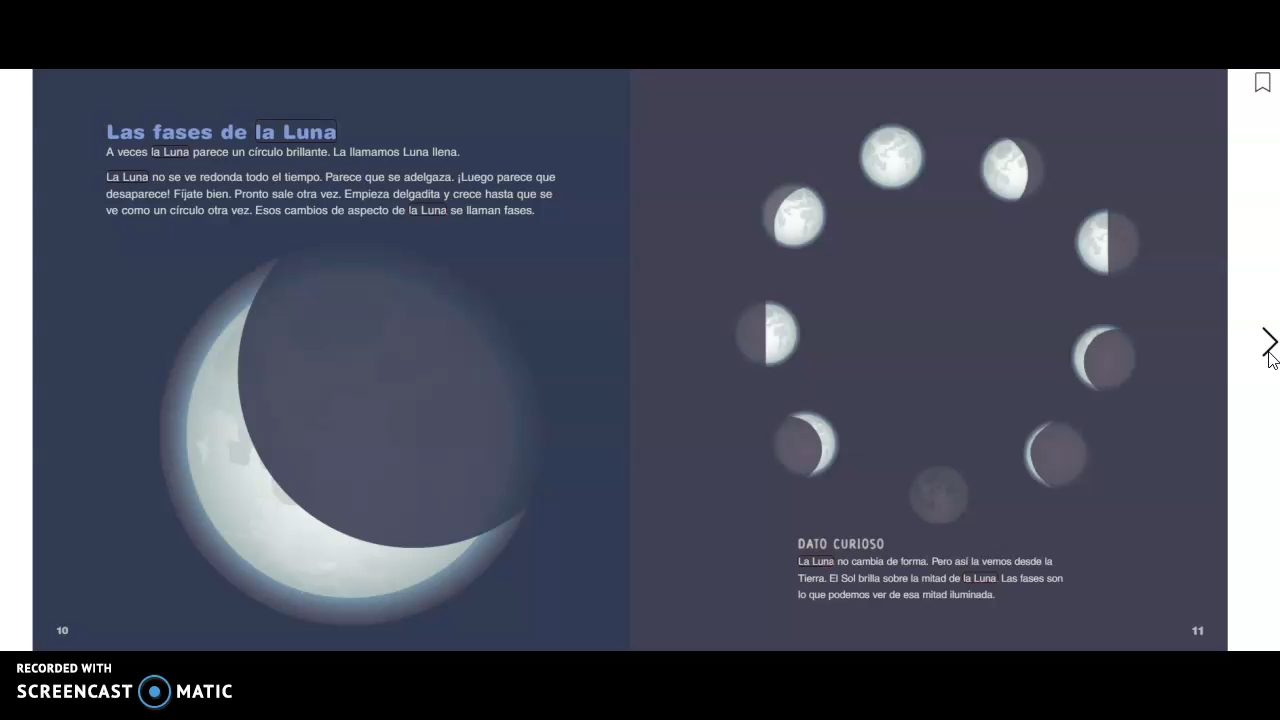 Las fases de la Luna
A veces la Luna parece un círculo brillante. La llamamos Luna llena.
La Luna no se ve redonda todo el tiempo. Parece que se adelgaza. ¡Luego parece que
desaparece! Fíjate bien. Pronto sale otra vez. Empieza delgadita y crece hasta que se
ve como un círculo otra vez. Esos cambios de aspecto de la Luna se llaman fases.
10
DATO CURIOSO
La Luna no cambia de forma. Pero así la vemos desde la
Tierra. El Sol brilla sobre la mitad de la Luna. Las fases son
lo que podemos ver de esa mitad iluminada.
11
RECORDED WITH
SCREENCAST MATIC